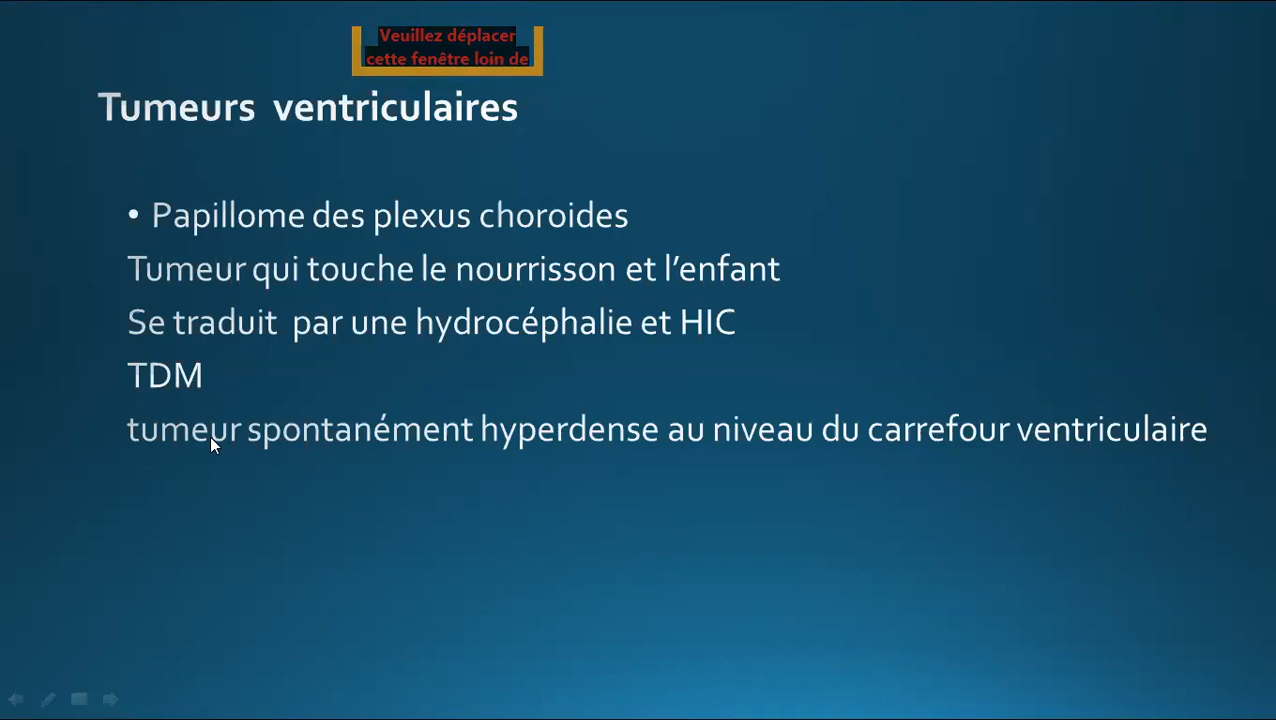 Veuillez déplacer
cette fenêtre loin de
Tumeurs ventriculaires
• Papillome des plexus choroides
Tumeur qui touche le nourrisson et l’enfant
Se traduit par une hydrocéphalie et HIC
TDM
tumeur spontanément hyperdense au niveau du carrefour ventriculaire